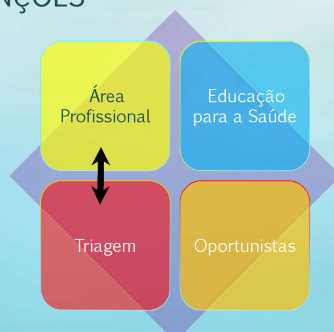 NÇÕES
Área
Profissional
Educação
para a Saúde
Triagem
Oportunistas